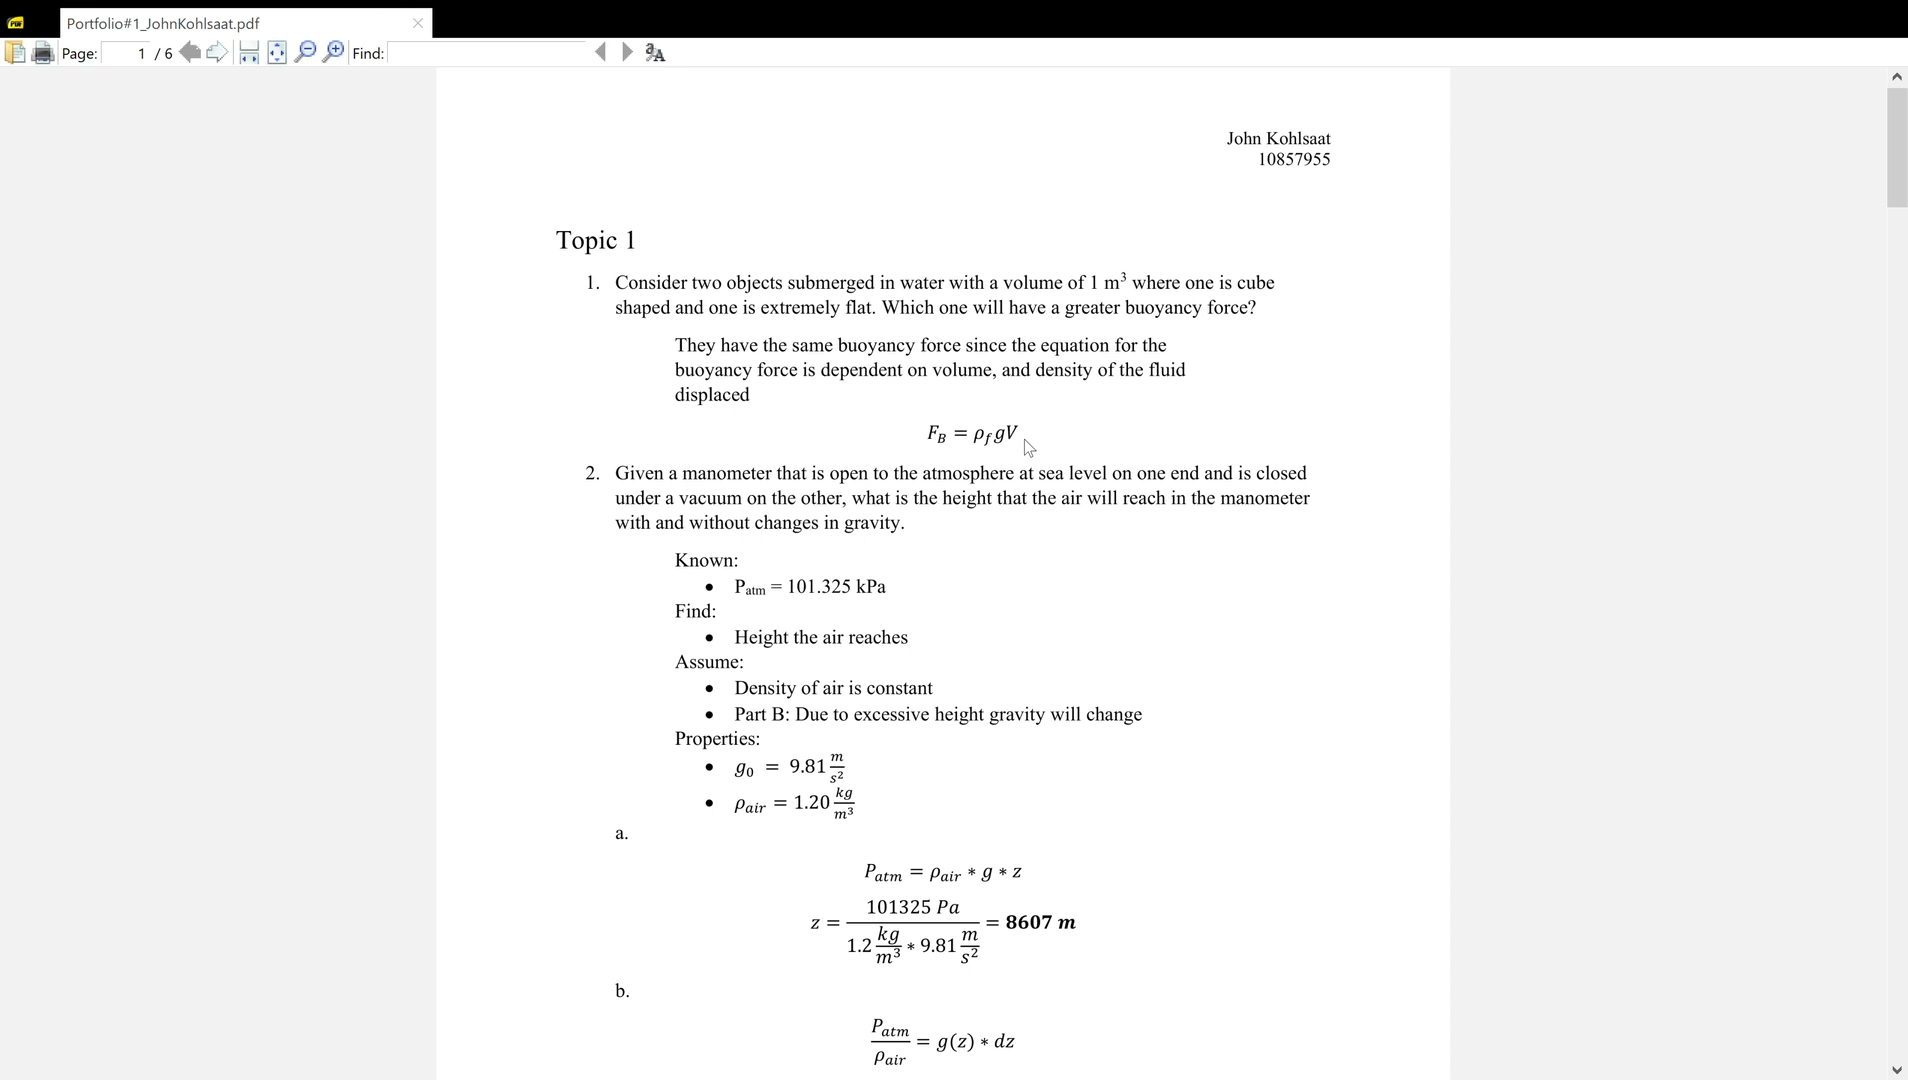 Portfolio#1_JohnKohlsaat.pdf
Page: 1 / 6 Find:
John Kohlsaat
10857955
Topic 1
1. Consider two objects submerged in water with a volume of 1 m³ where one is cube
shaped and one is extremely flat. Which one will have a greater buoyancy force?
They have the same buoyancy force since the equation for the
buoyancy force is dependent on volume, and density of the fluid
displaced
F_B = ρ_f gV
2. Given a manometer that is open to the atmosphere at sea level on one end and is closed
under a vacuum on the other, what is the height that the air will reach in the manometer
with and without changes in gravity.
Known:
• P_atm = 101.325 kPa
Find:
• Height the air reaches
Assume:
• Density of air is constant
• Part B: Due to excessive height gravity will change
Properties:
• g₀ = 9.81 m/s²
• ρ_air = 1.20 kg/m³
a.
P_atm = ρ_air * g * z
z = 101325 Pa / (1.2 kg/m³ * 9.81 m/s²) = 8607 m
b.
P_atm/ρ_air = g(z) * dz